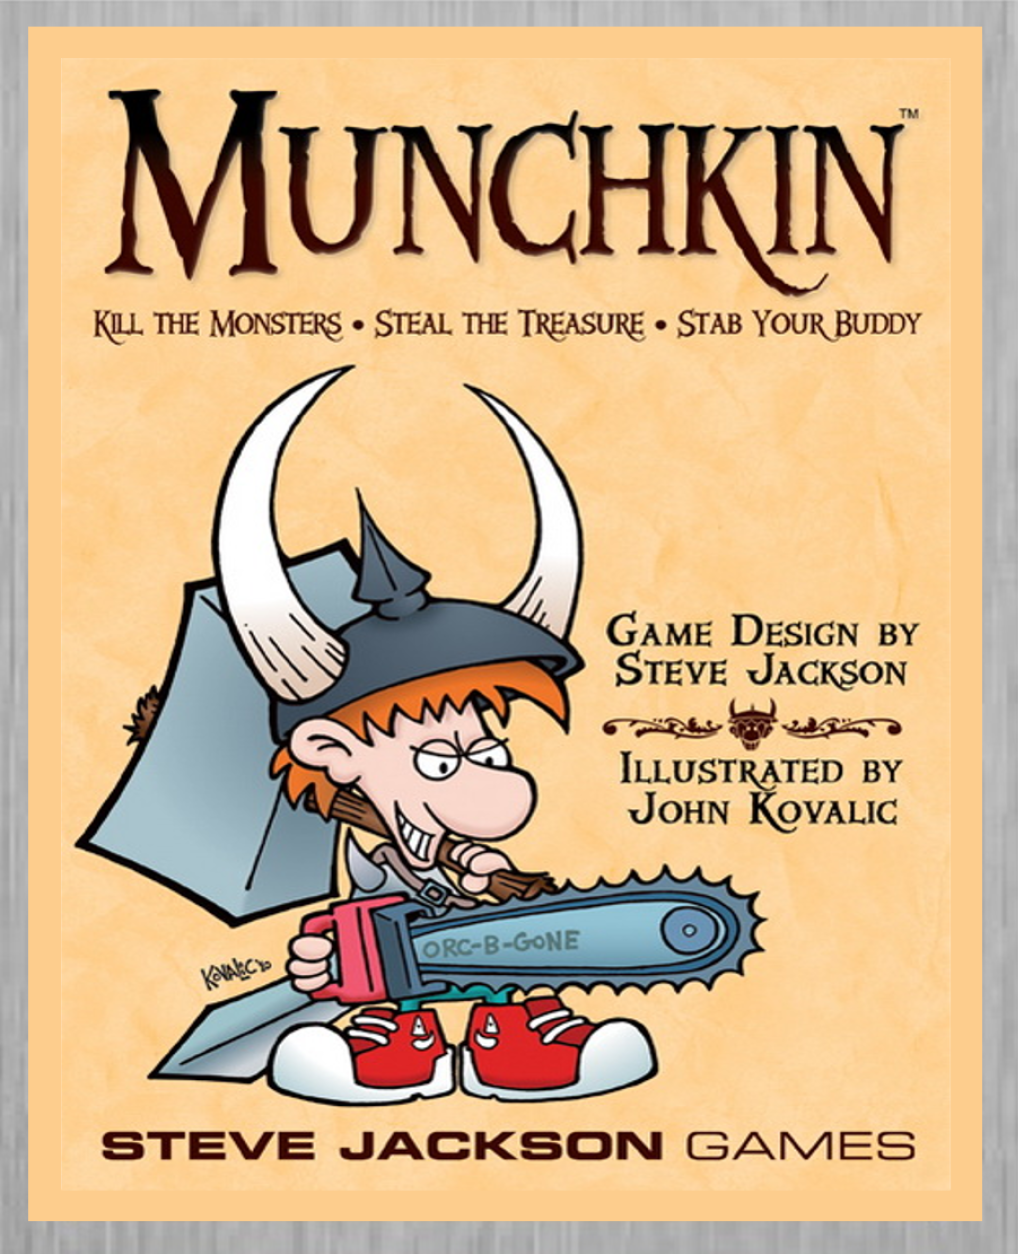 MUNCHKIN™
KILL THE MONSTERS • STEAL THE TREASURE • STAB YOUR BUDDY
GAME DESIGN BY
STEVE JACKSON
ILLUSTRATED BY
JOHN KOVALIC
ORC-B-GONE
KOVALIC '10
STEVE JACKSON GAMES